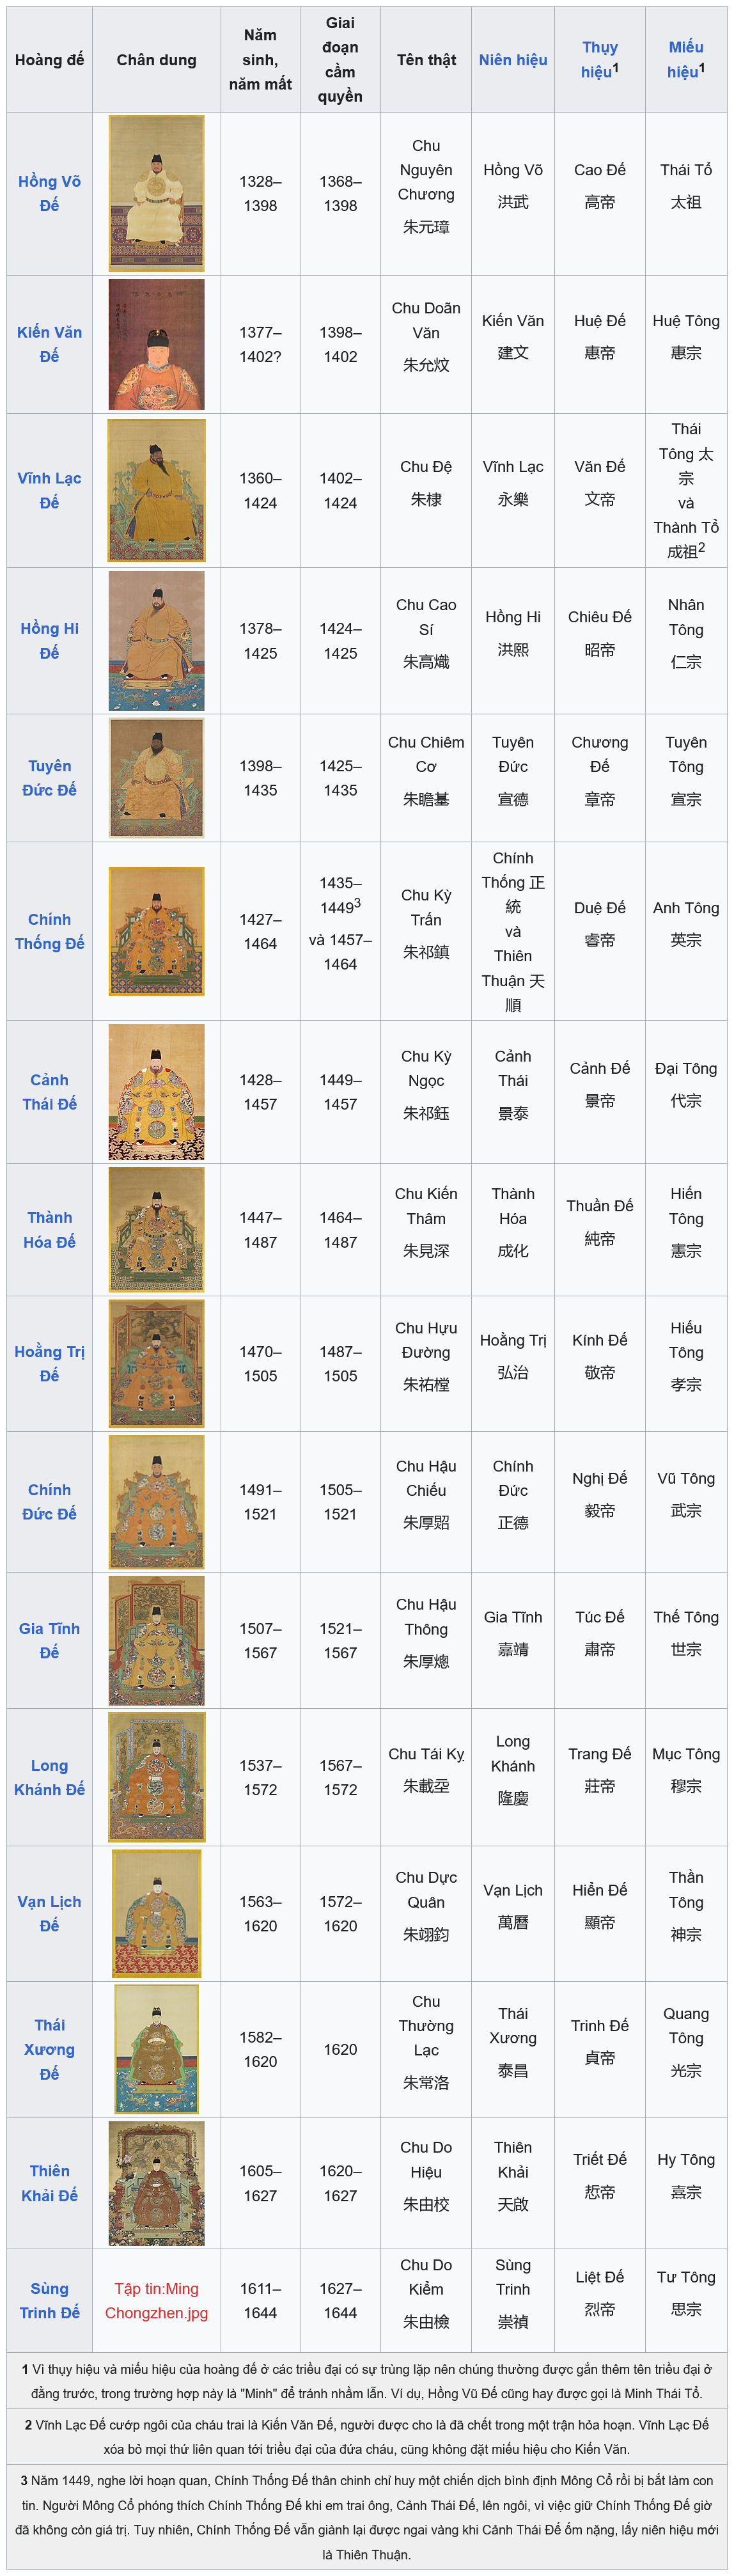 Hoàng đế
Chân dung
Năm
sinh,
năm mất
Giai
đoạn
cầm
quyền
Tên thật
Niên hiệu
Thụy
hiệu1
Miếu
hiệu1
Hồng Võ
Đế
1328–
1398
1368–
1398
Chu
Nguyên
Chương
朱元璋
Hồng Võ
洪武
Cao Đế
高帝
Thái Tổ
太祖
Kiến Văn
Đế
1377–
1402?
1398–
1402
Chu Doãn
Văn
朱允炆
Kiến Văn
建文
Huệ Đế
惠帝
Huệ Tông
惠宗
Vĩnh Lạc
Đế
1360–
1424
1402–
1424
Chu Đệ
朱棣
Vĩnh Lạc
永樂
Văn Đế
文帝
Thái
Tông 太
宗
và
Thành Tổ
成祖2
Hồng Hi
Đế
1378–
1425
1424–
1425
Chu Cao
Sí
朱高熾
Hồng Hi
洪熙
Chiêu Đế
昭帝
Nhân
Tông
仁宗
Tuyên
Đức Đế
1398–
1435
1425–
1435
Chu Chiêm
Cơ
朱瞻基
Tuyên
Đức
宣德
Chương
Đế
章帝
Tuyên
Tông
宣宗
Chính
Thống Đế
1427–
1464
1435–
14493
và 1457–
1464
Chu Kỳ
Trấn
朱祁鎮
Chính
Thống 正
統
và
Thiên
Thuận 天
順
Duệ Đế
睿帝
Anh Tông
英宗
Cảnh
Thái Đế
1428–
1457
1449–
1457
Chu Kỳ
Ngọc
朱祁鈺
Cảnh
Thái
景泰
Cảnh Đế
景帝
Đại Tông
代宗
Thành
Hóa Đế
1447–
1487
1464–
1487
Chu Kiến
Thâm
朱見深
Thành
Hóa
成化
Thuần Đế
純帝
Hiến
Tông
憲宗
Hoằng Trị
Đế
1470–
1505
1487–
1505
Chu Hựu
Đường
朱祐樘
Hoằng Trị
弘治
Kính Đế
敬帝
Hiếu
Tông
孝宗
Chính
Đức Đế
1491–
1521
1505–
1521
Chu Hậu
Chiếu
朱厚㷖
Chính
Đức
正德
Nghị Đế
毅帝
Vũ Tông
武宗
Gia Tĩnh
Đế
1507–
1567
1521–
1567
Chu Hậu
Thông
朱厚熜
Gia Tĩnh
嘉靖
Túc Đế
肅帝
Thế Tông
世宗
Long
Khánh Đế
1537–
1572
1567–
1572
Chu Tái Kỵ
朱載坖
Long
Khánh
隆慶
Trang Đế
莊帝
Mục Tông
穆宗
Vạn Lịch
Đế
1563–
1620
1572–
1620
Chu Dực
Quân
朱翊鈞
Vạn Lịch
萬曆
Hiển Đế
顯帝
Thần
Tông
神宗
Thái
Xương
Đế
1582–
1620
1620
Chu
Thường
Lạc
朱常洛
Thái
Xương
泰昌
Trinh Đế
貞帝
Quang
Tông
光宗
Thiên
Khải Đế
1605–
1627
1620–
1627
Chu Do
Hiệu
朱由校
Thiên
Khải
天啟
Triết Đế
悊帝
Hy Tông
熹宗
Sùng
Trinh Đế
Tập tin:Ming
Chongzhen.jpg
1611–
1644
1627–
1644
Chu Do
Kiểm
朱由檢
Sùng
Trinh
崇禎
Liệt Đế
烈帝
Tư Tông
思宗
1 Vì thụy hiệu và miếu hiệu của hoàng đế ở các triều đại có sự trùng lặp nên chúng thường được gắn thêm tên triều đại ở
đằng trước, trong trường hợp này là "Minh" để tránh nhầm lẫn. Ví dụ, Hồng Vũ Đế cũng hay được gọi là Minh Thái Tổ.
2 Vĩnh Lạc Đế cướp ngôi của cháu trai là Kiến Văn Đế, người được cho là đã chết trong một trận hỏa hoạn. Vĩnh Lạc Đế
xóa bỏ mọi thứ liên quan tới triều đại của đứa cháu, cũng không đặt miếu hiệu cho Kiến Văn.
3 Năm 1449, nghe lời hoạn quan, Chính Thống Đế thân chinh chỉ huy một chiến dịch bình định Mông Cổ rồi bị bắt làm con
tin. Người Mông Cổ phóng thích Chính Thống Đế khi em trai ông, Cảnh Thái Đế, lên ngôi, vì việc giữ Chính Thống Đế giờ
đã không còn giá trị. Tuy nhiên, Chính Thống Đế vẫn giành lại được ngai vàng khi Cảnh Thái Đế ốm nặng, lấy niên hiệu mới
là Thiên Thuận.